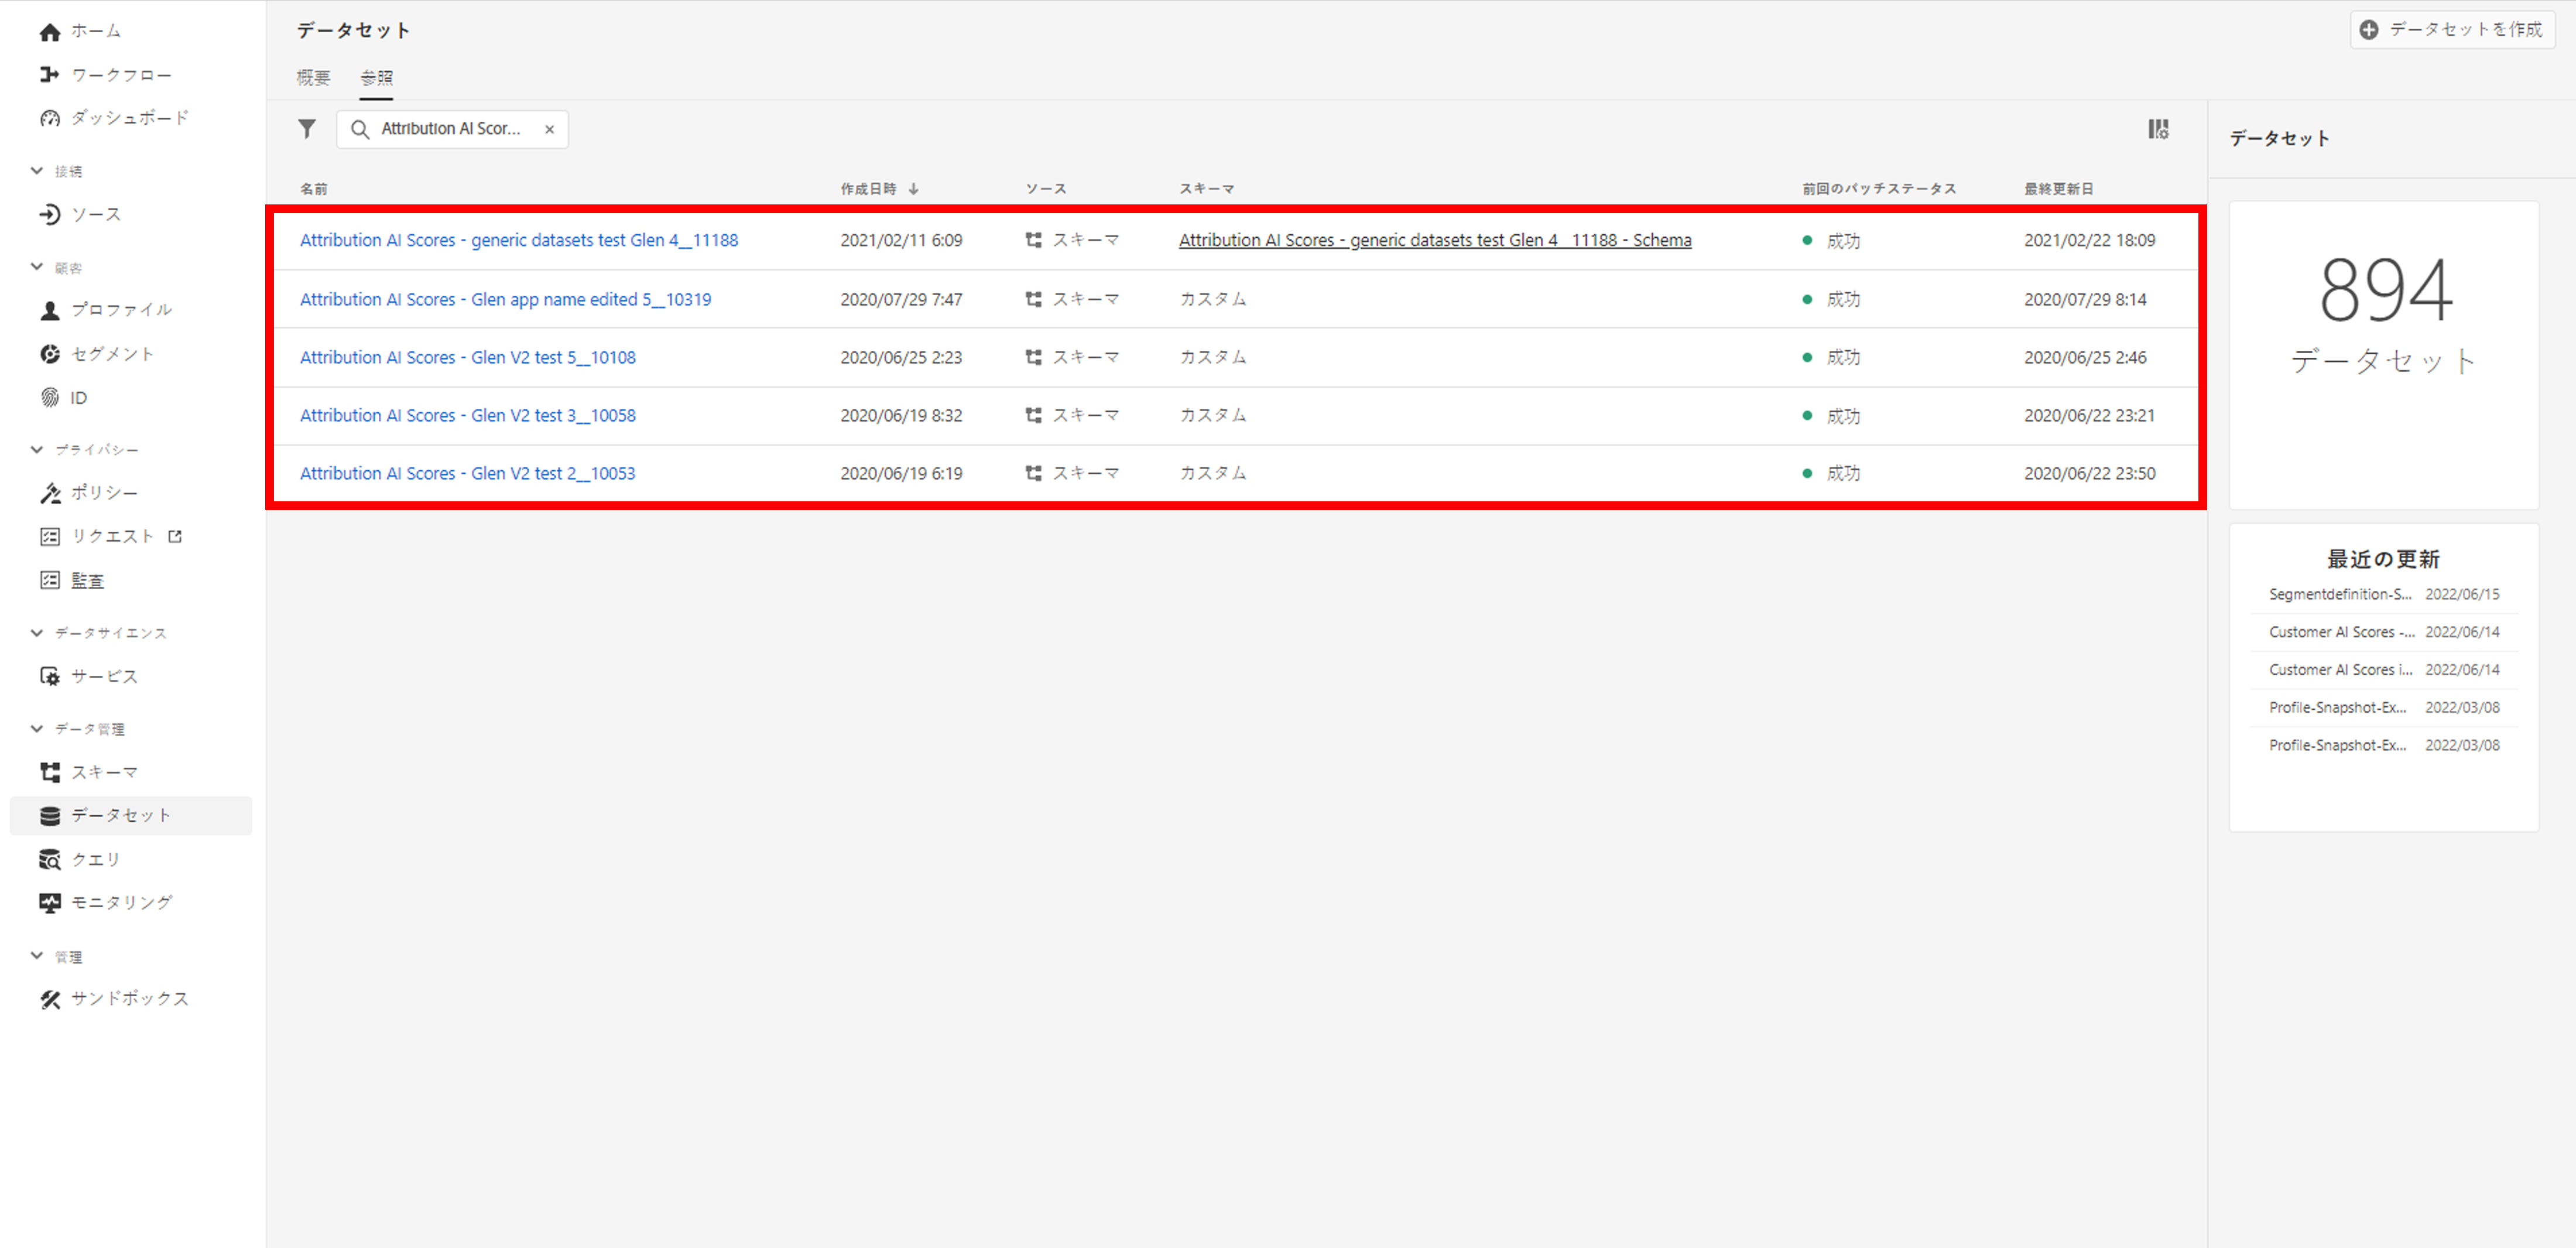 ホーム
ワークフロー
ダッシュボード
接続
ソース
顧客
プロファイル
セグメント
ID
プライバシー
ポリシー
リクエスト
監査
データサイエンス
サービス
データ管理
スキーマ
データセット
クエリ
モニタリング
管理
サンドボックス
データセット
データセットを作成
概要 参照
Attribution AI Scor...
名前 作成日時 ソース スキーマ 前回のバッチステータス 最終更新日
Attribution AI Scores - generic datasets test Glen 4__11188 2021/02/11 6:09 スキーマ Attribution AI Scores - generic datasets test Glen 4__11188 - Schema 成功 2021/02/22 18:09
Attribution AI Scores - Glen app name edited 5__10319 2020/07/29 7:47 スキーマ カスタム 成功 2020/07/29 8:14
Attribution AI Scores - Glen V2 test 5__10108 2020/06/25 2:23 スキーマ カスタム 成功 2020/06/25 2:46
Attribution AI Scores - Glen V2 test 3__10058 2020/06/19 8:32 スキーマ カスタム 成功 2020/06/22 23:21
Attribution AI Scores - Glen V2 test 2__10053 2020/06/19 6:19 スキーマ カスタム 成功 2020/06/22 23:50
データセット
894
データセット
最近の更新
Segmentdefinition-S... 2022/06/15
Customer AI Scores -... 2022/06/14
Customer AI Scores i... 2022/06/14
Profile-Snapshot-Ex... 2022/03/08
Profile-Snapshot-Ex... 2022/03/08